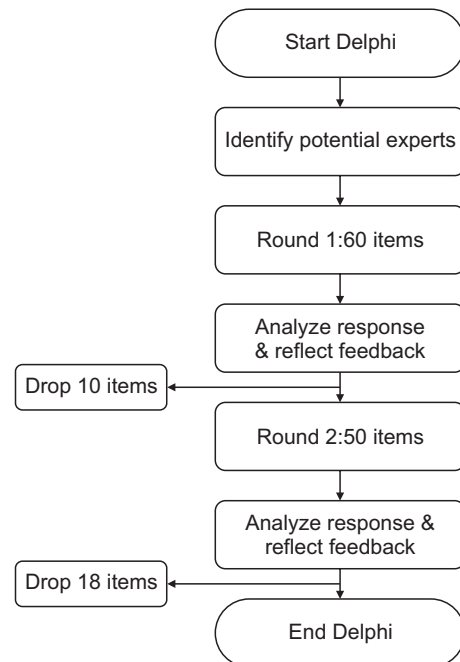 Start Delphi
Identify potential experts
Round 1:60 items
Analyze response
& reflect feedback
Drop 10 items
Round 2:50 items
Analyze response &
reflect feedback
Drop 18 items
End Delphi